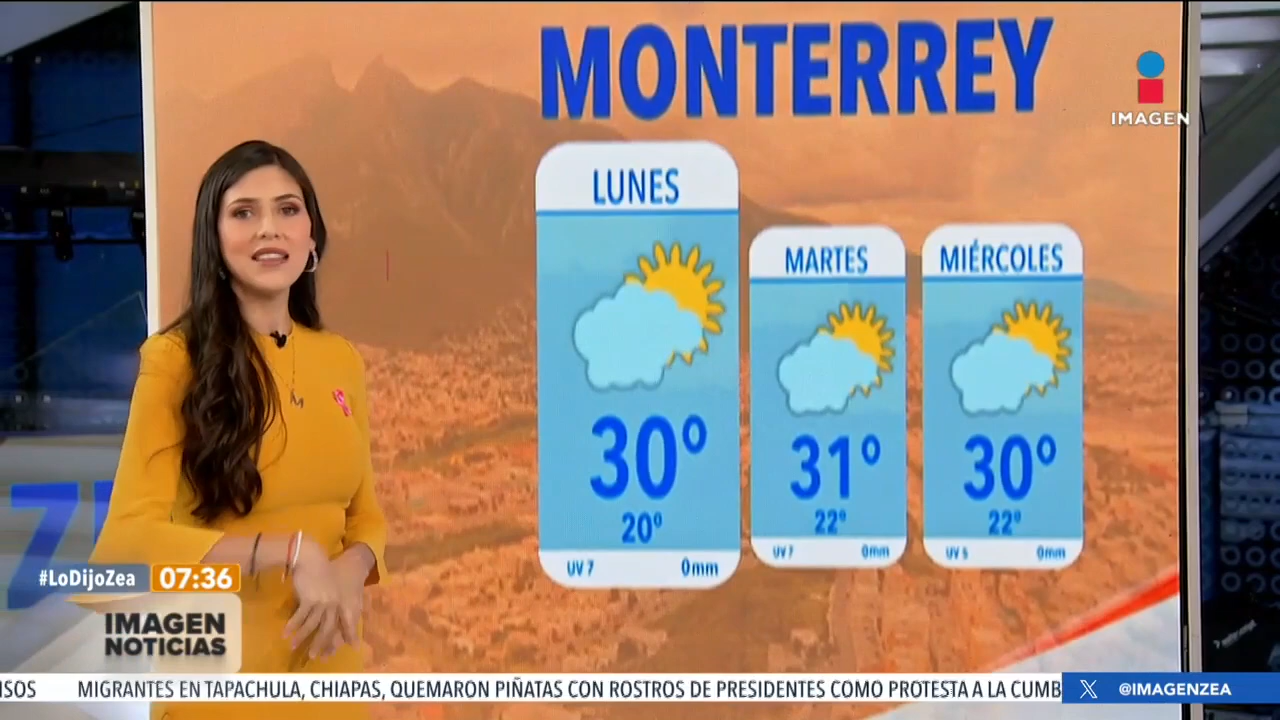 MONTERREY
IMAGEN
LUNES
30°
20°
UV 7 0mm
MARTES
31°
22°
UV 7 0mm
MIÉRCOLES
30°
22°
UV 5 0mm
#LoDijoZea 07:36
IMAGEN
NOTICIAS
ISOS MIGRANTES EN TAPACHULA, CHIAPAS, QUEMARON PIÑATAS CON ROSTROS DE PRESIDENTES COMO PROTESTA A LA CUMB
X @IMAGENZEA